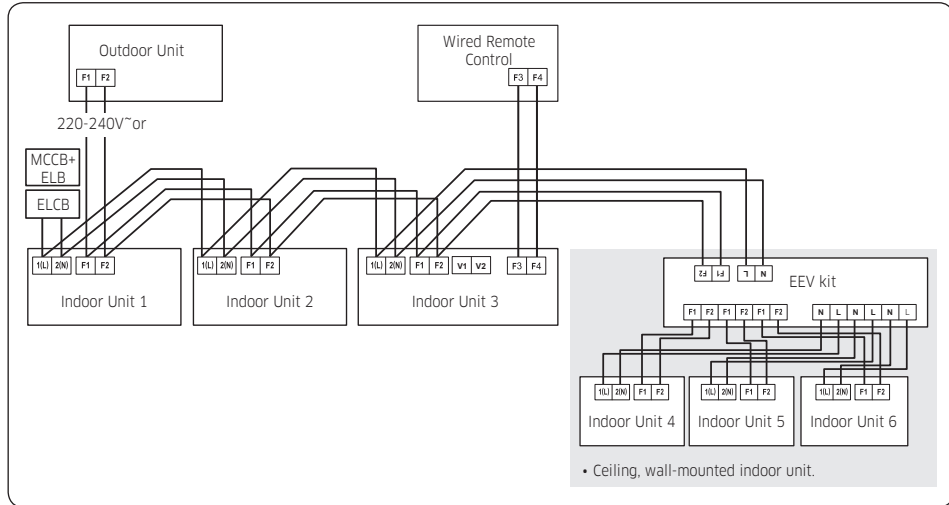 Outdoor Unit
F1 F2
Wired Remote
Control
F3 F4
220-240V~or
MCCB+
ELB
ELCB
1(L) 2(N) F1 F2
Indoor Unit 1
1(L) 2(N) F1 F2
Indoor Unit 2
1(L) 2(N) F1 F2 V1 V2 F3 F4
Indoor Unit 3
F2 F1 L N
EEV kit
F1 F2 F1 F2 F1 F2 N L N L N L
1(L) 2(N) F1 F2
Indoor Unit 4
1(L) 2(N) F1 F2
Indoor Unit 5
1(L) 2(N) F1 F2
Indoor Unit 6
• Ceiling, wall-mounted indoor unit.